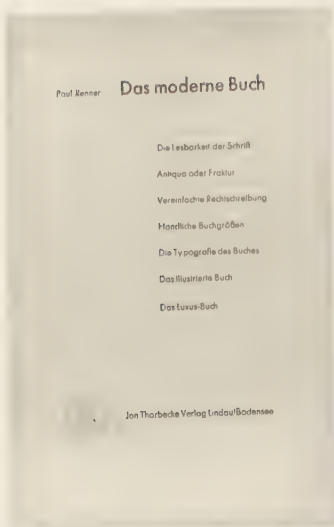 Paul Renner Das moderne Buch
Die Lesbarkeit der Schrift
Antiqua oder Fraktur
Vereinfachte Rechtschreibung
Handliche Buchgrößen
Die Typografie des Buches
Das illustrierte Buch
Das Luxus-Buch
Jan Thorbecke Verlag Lindau/Bodensee